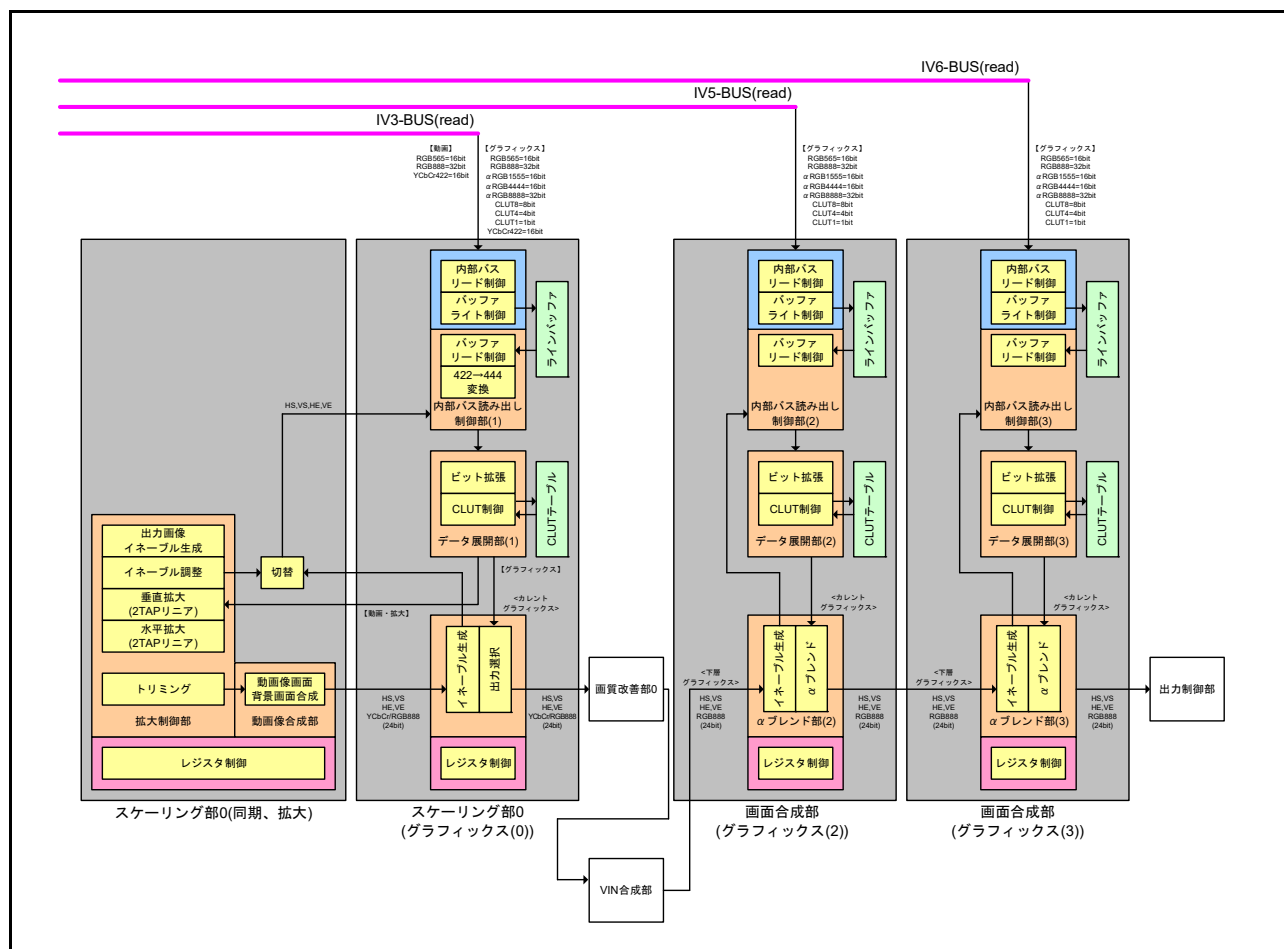 IV6-BUS(read)
IV5-BUS(read)
IV3-BUS(read)
【動画】
RGB565=16bit
RGB888=32bit
YCbCr422=16bit
【グラフィックス】
RGB565=16bit
RGB888=32bit
αRGB1555=16bit
αRGB4444=16bit
αRGB8888=32bit
CLUT8=8bit
CLUT4=4bit
CLUT1=1bit
YCbCr422=16bit
【グラフィックス】
RGB565=16bit
RGB888=32bit
αRGB1555=16bit
αRGB4444=16bit
αRGB8888=32bit
CLUT8=8bit
CLUT4=4bit
CLUT1=1bit
【グラフィックス】
RGB565=16bit
RGB888=32bit
αRGB1555=16bit
αRGB4444=16bit
αRGB8888=32bit
CLUT8=8bit
CLUT4=4bit
CLUT1=1bit
HS,VS,HE,VE
出力画像
イネーブル生成
イネーブル調整
垂直拡大
(2TAPリニア)
水平拡大
(2TAPリニア)
トリミング
拡大制御部
切替
動画像画面
背景画面合成
動画像合成部
レジスタ制御
スケーリング部0(同期、拡大)
内部バス
リード制御
バッファ
ライト制御
ラインバッファ
バッファ
リード制御
422→444
変換
内部バス読み出し
制御部(1)
ビット拡張
CLUT制御
CLUTテーブル
データ展開部(1)
【グラフィックス】
【動画・拡大】
<カレント
グラフィックス>
イネーブル生成
出力選択
HS,VS
HE,VE
YCbCr/RGB888
(24bit)
HS,VS
HE,VE
YCbCr/RGB888
(24bit)
レジスタ制御
スケーリング部0
(グラフィックス(0))
画質改善部0
VIN合成部
内部バス
リード制御
バッファ
ライト制御
ラインバッファ
バッファ
リード制御
内部バス読み出し
制御部(2)
ビット拡張
CLUT制御
CLUTテーブル
データ展開部(2)
<カレント
グラフィックス>
<下層
グラフィックス>
HS,VS
HE,VE
RGB888
(24bit)
イネーブル生成
αブレンド
αブレンド部(2)
HS,VS
HE,VE
RGB888
(24bit)
レジスタ制御
画面合成部
(グラフィックス(2))
内部バス
リード制御
バッファ
ライト制御
ラインバッファ
バッファ
リード制御
内部バス読み出し
制御部(3)
ビット拡張
CLUT制御
CLUTテーブル
データ展開部(3)
<カレント
グラフィックス>
<下層
グラフィックス>
HS,VS
HE,VE
RGB888
(24bit)
イネーブル生成
αブレンド
αブレンド部(3)
HS,VS
HE,VE
RGB888
(24bit)
レジスタ制御
画面合成部
(グラフィックス(3))
出力制御部